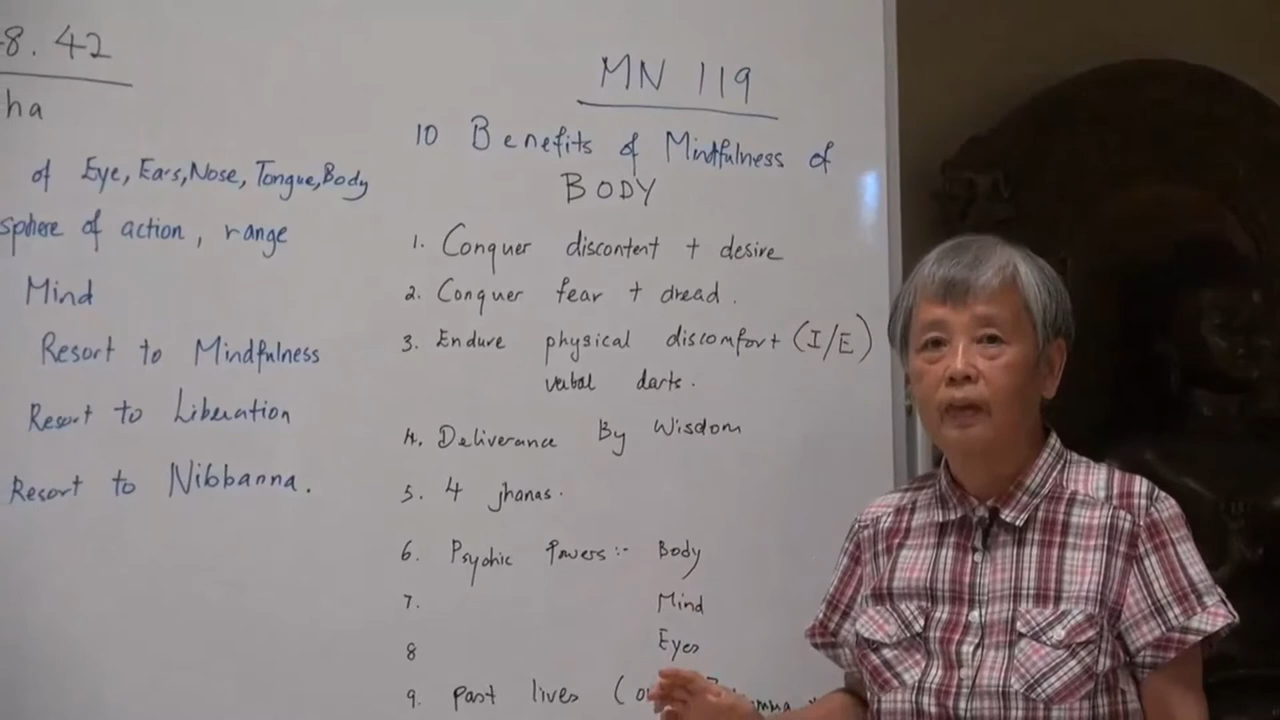 8.42
ha
of Eye, Ears, Nose, Tongue, Body
sphere of action, range
Mind
Resort to Mindfulness
Resort to Liberation
Resort to Nibbanna.
MN 119
10 Benefits of Mindfulness of
BODY
1. Conquer discontent + desire
2. Conquer fear + dread.
3. Endure physical discomfort (I/E)
verbal darts.
4. Deliverance By Wisdom
5. 4 jhanas.
6. Psychic Powers:- Body
7. Mind
8 Eyes
9. past lives